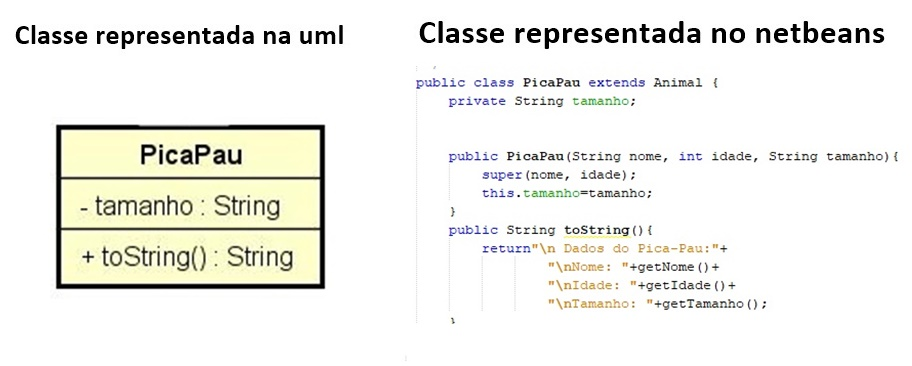 Classe representada na uml
Classe representada no netbeans
PicaPau
- tamanho : String
+ toString() : String
public class PicaPau extends Animal {
private String tamanho;
public PicaPau(String nome, int idade, String tamanho){
super(nome, idade);
this.tamanho=tamanho;
}
public String toString(){
return"\n Dados do Pica-Pau:"+
"\nNome: "+getNome()+
"\nIdade: "+getIdade()+
"\nTamanho: "+getTamanho();
}